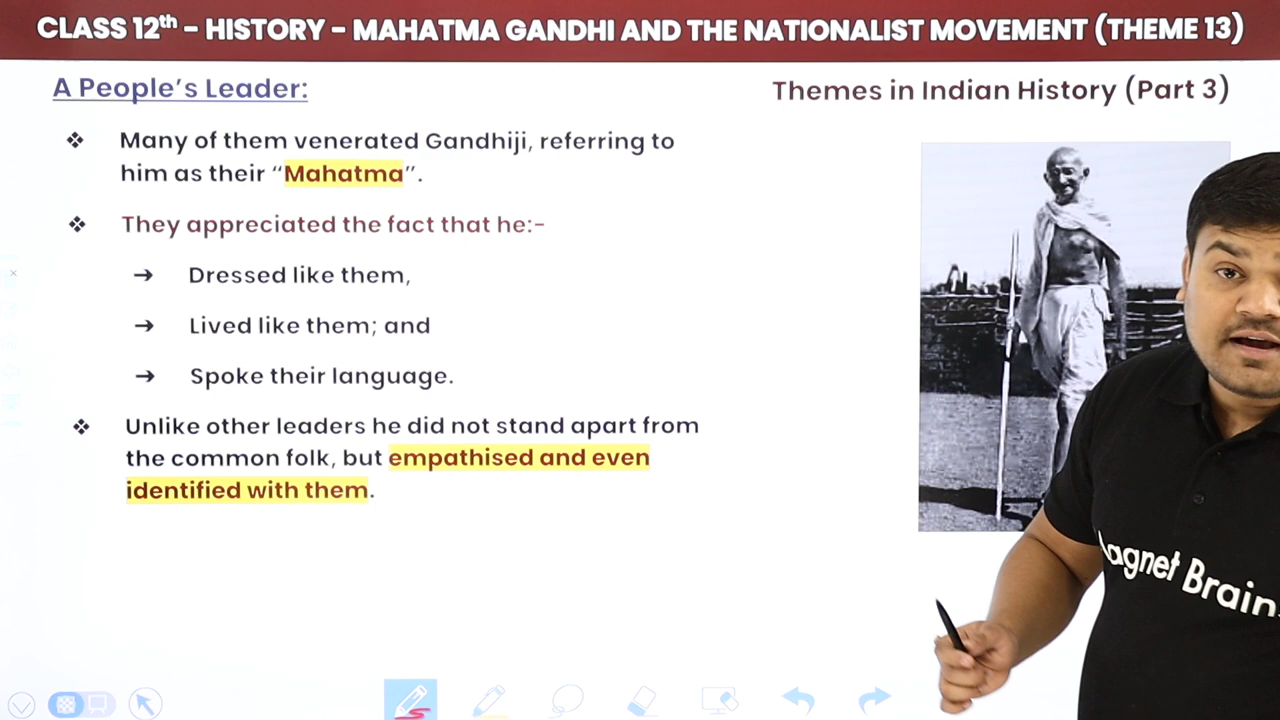 CLASS 12th – HISTORY – MAHATMA GANDHI AND THE NATIONALIST MOVEMENT (THEME 13)
A People's Leader:
Themes in Indian History (Part 3)
❖ Many of them venerated Gandhiji, referring to
him as their “Mahatma”.
❖ They appreciated the fact that he:-
➔ Dressed like them,
➔ Lived like them; and
➔ Spoke their language.
❖ Unlike other leaders he did not stand apart from
the common folk, but empathised and even
identified with them.
agnet Brain